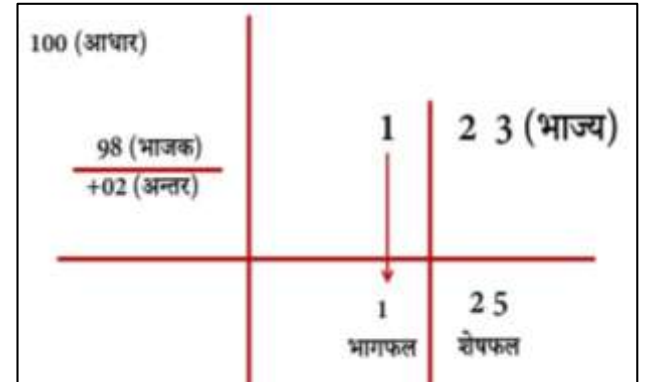 100 (आधार)
1 2 3 (भाज्य)
98 (भाजक)
+02 (अन्तर)
1 25
भागफल शेषफल